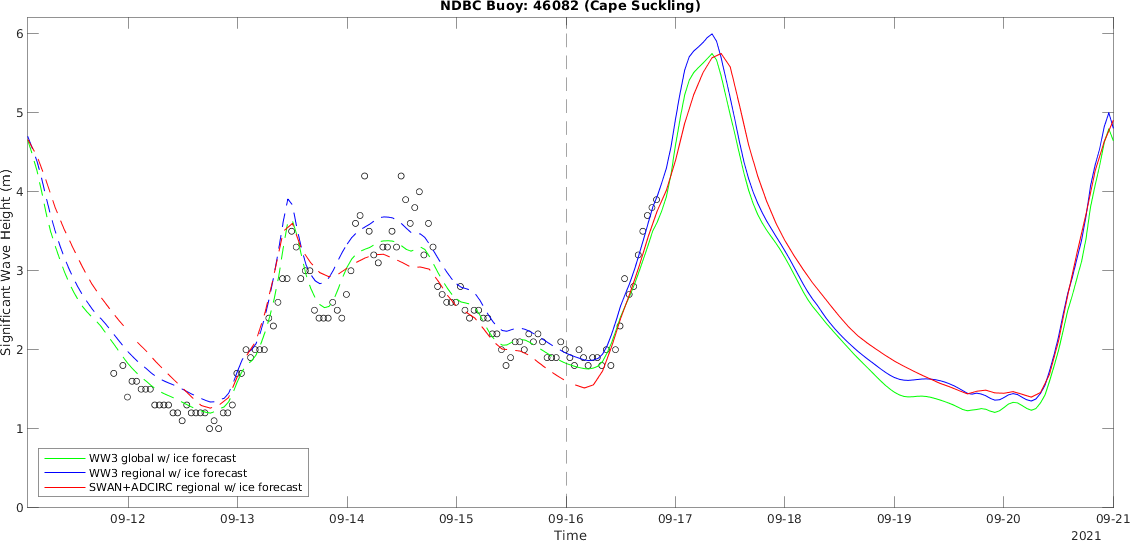 NDBC Buoy: 46082 (Cape Suckling)
6
5
4
3
2
1
0
Significant Wave Height (m)
WW3 global w/ ice forecast
WW3 regional w/ ice forecast
SWAN+ADCIRC regional w/ ice forecast
09-12 09-13 09-14 09-15 09-16 09-17 09-18 09-19 09-20 09-21
Time
2021